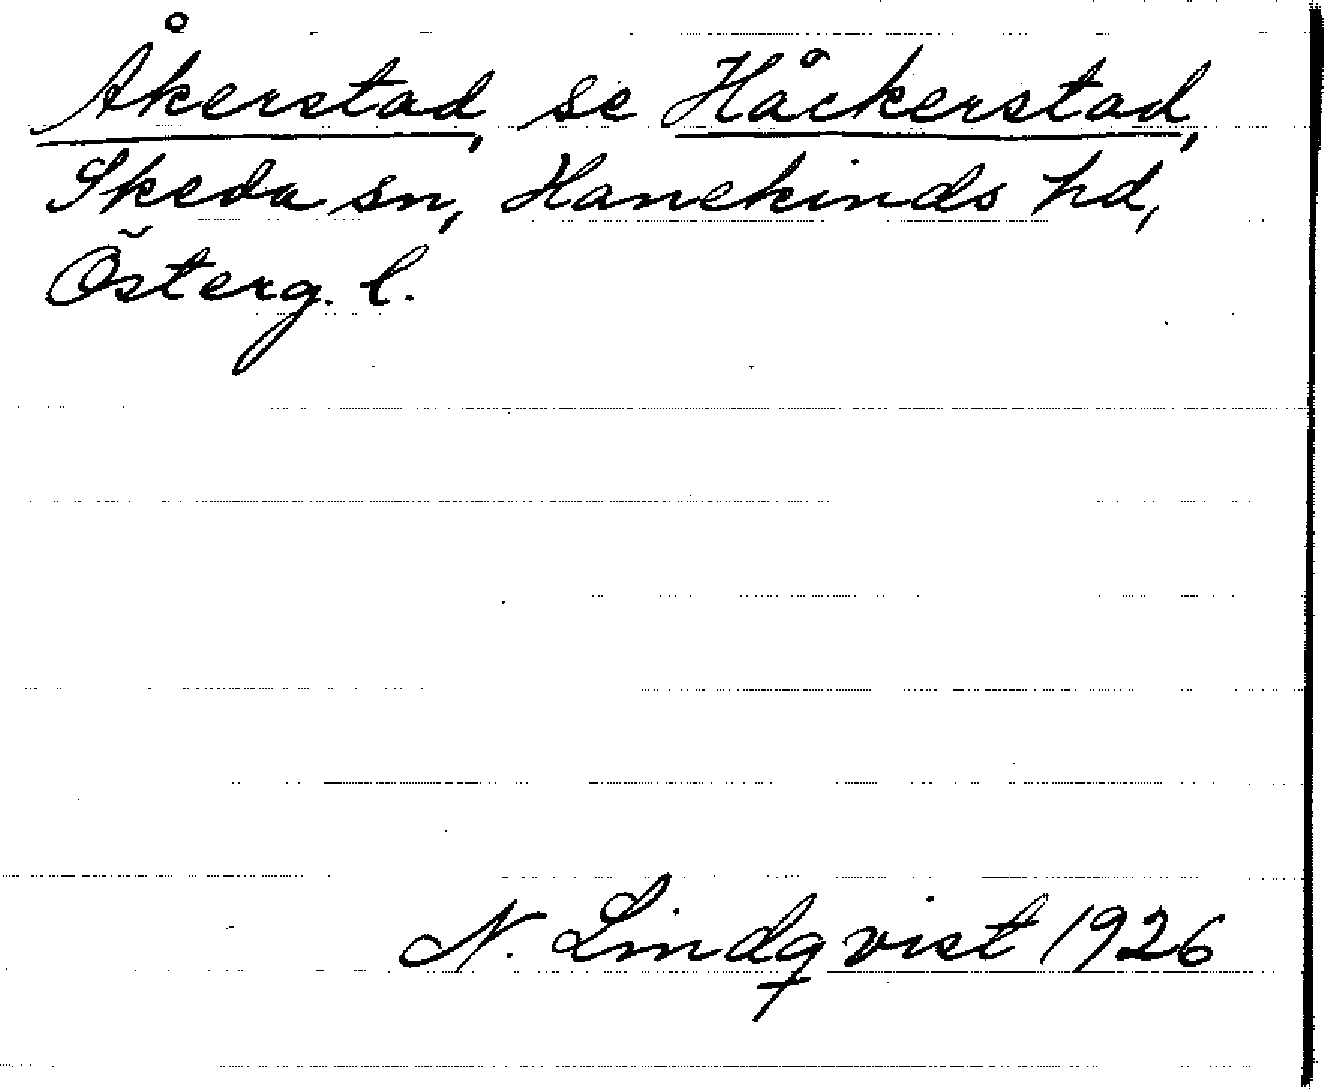 Åkerstad, se Håckerstad,
Skeda sn, Hanekinds hd,
Österg. l.
N. Lindqvist 1926